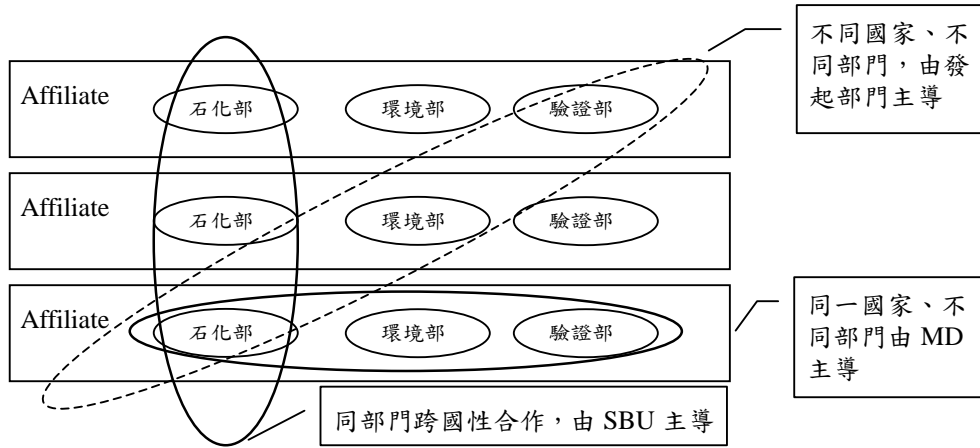 不同國家、不
同部門，由發
起部門主導
Affiliate
石化部 環境部 驗證部
Affiliate
石化部 環境部 驗證部
Affiliate
石化部 環境部 驗證部
同一國家、不
同部門由 MD
主導
同部門跨國性合作，由 SBU 主導